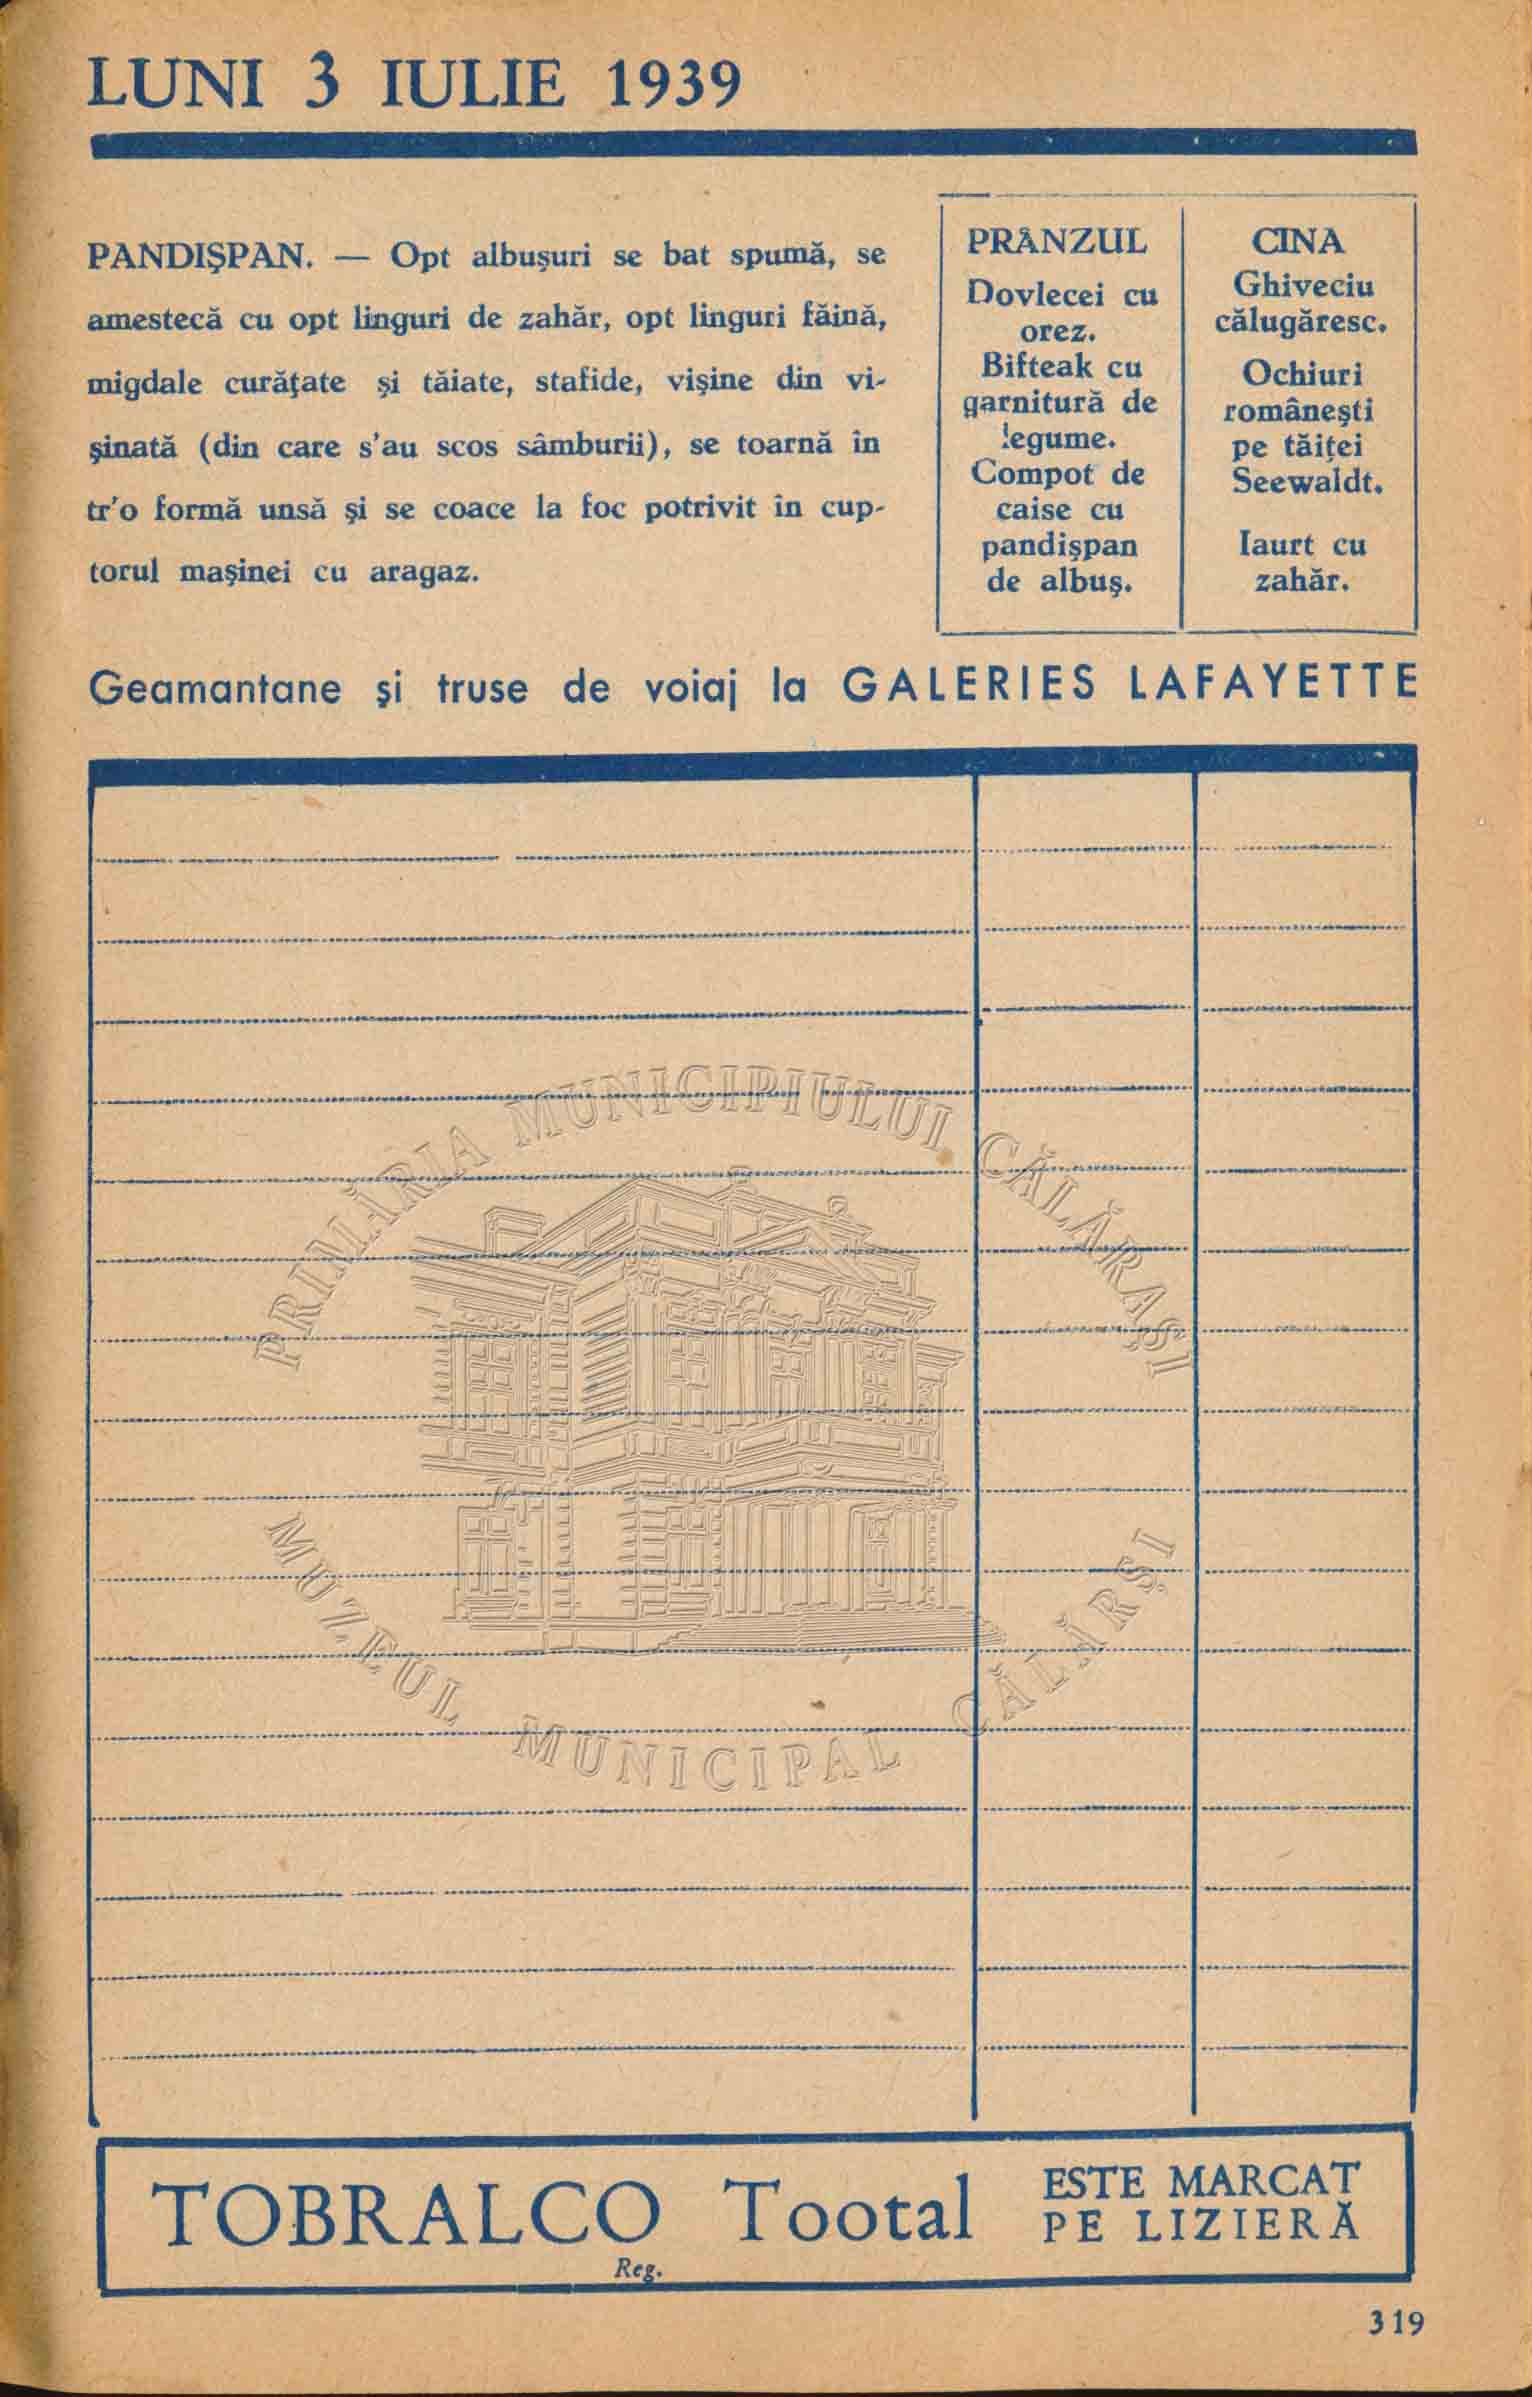 LUNI 3 IULIE 1939
PANDIŞPAN. — Opt albuşuri se bat spumă, se
amestecă cu opt linguri de zahăr, opt linguri făină,
migdale curăţate şi tăiate, stafide, vişine din vi-
şinată (din care s'au scos sâmburii), se toarnă în
tr'o formă unsă şi se coace la foc potrivit în cup-
torul maşinei cu aragaz.
PRÂNZUL
Dovlecei cu
orez.
Bifteak cu
garnitură de
legume.
Compot de
caise cu
pandişpan
de albuş.
CINA
Ghiveciu
călugăresc.
Ochiuri
româneşti
pe tăiţei
Seewaldt.
Iaurt cu
zahăr.
Geamantane şi truse de voiaj la GALERIES LAFAYETTE
PRIMĂRIA MUNICIPIULUI CĂLĂRAŞI
MUZEUL MUNICIPAL CĂLĂRŞI
TOBRALCO Tootal
Reg.
ESTE MARCAT
PE LIZIERĂ
319